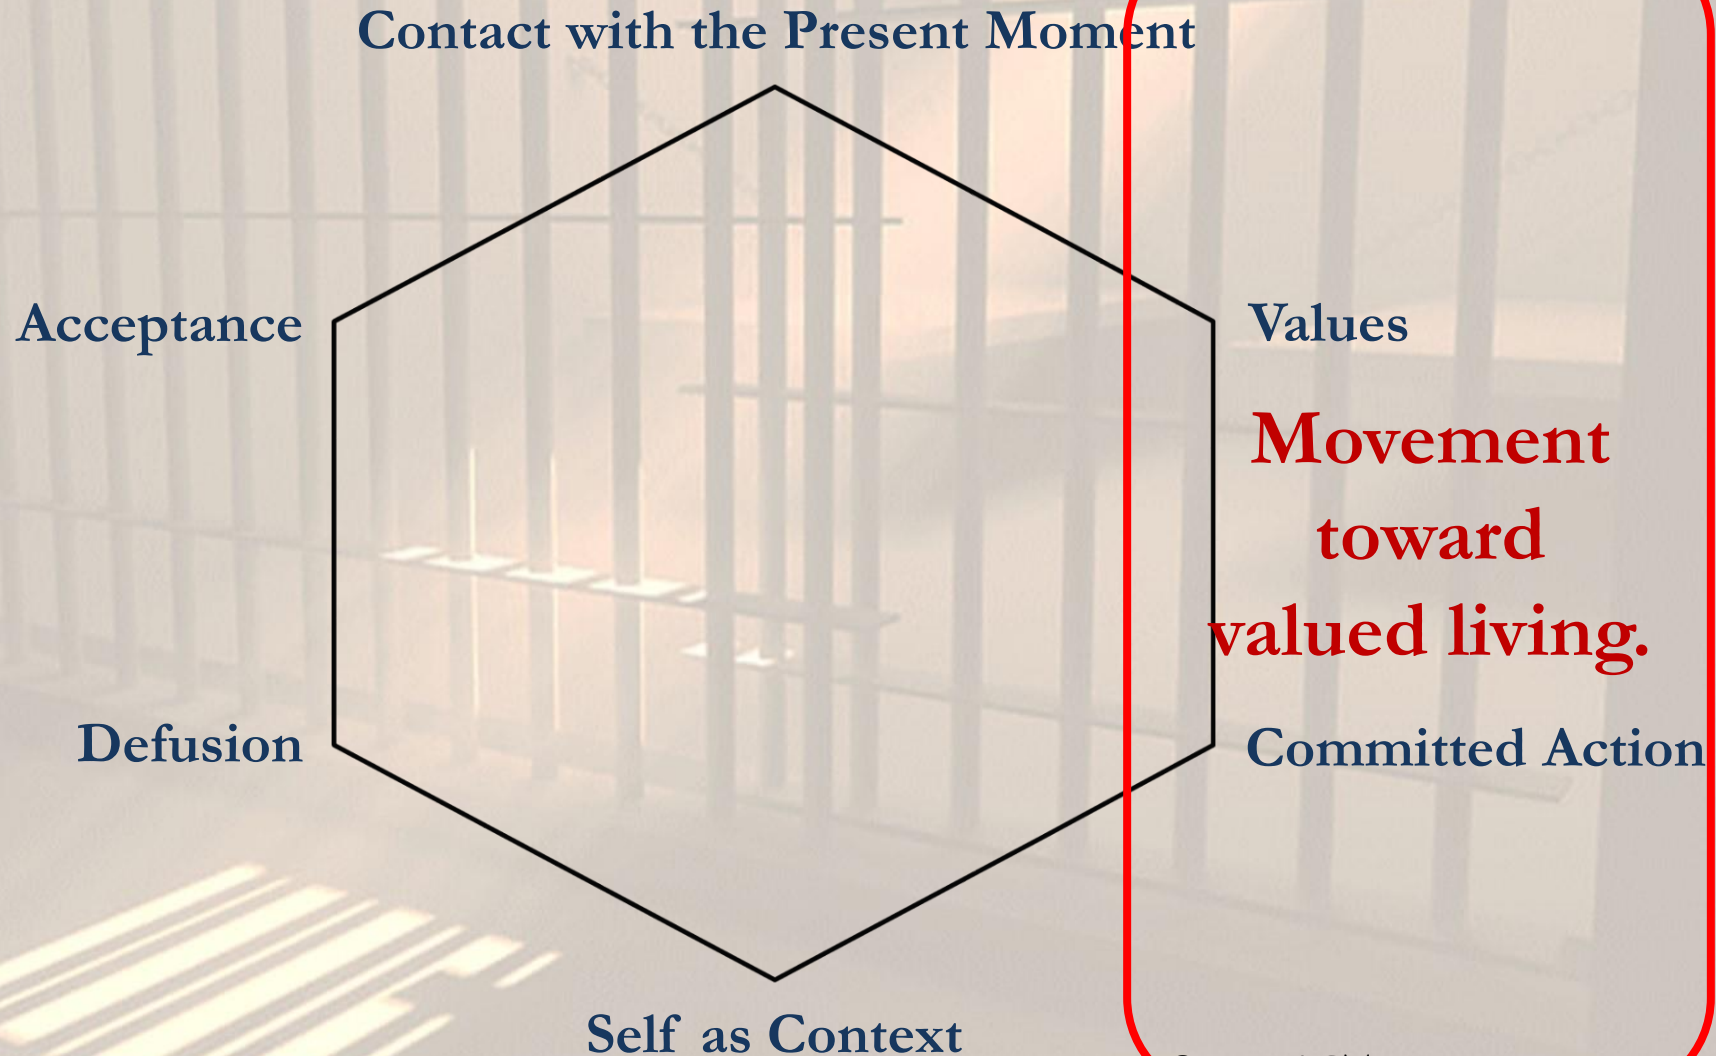 Contact with the Present Moment
Acceptance
Values
Movement
toward
valued living.
Defusion
Committed Action
Self as Context